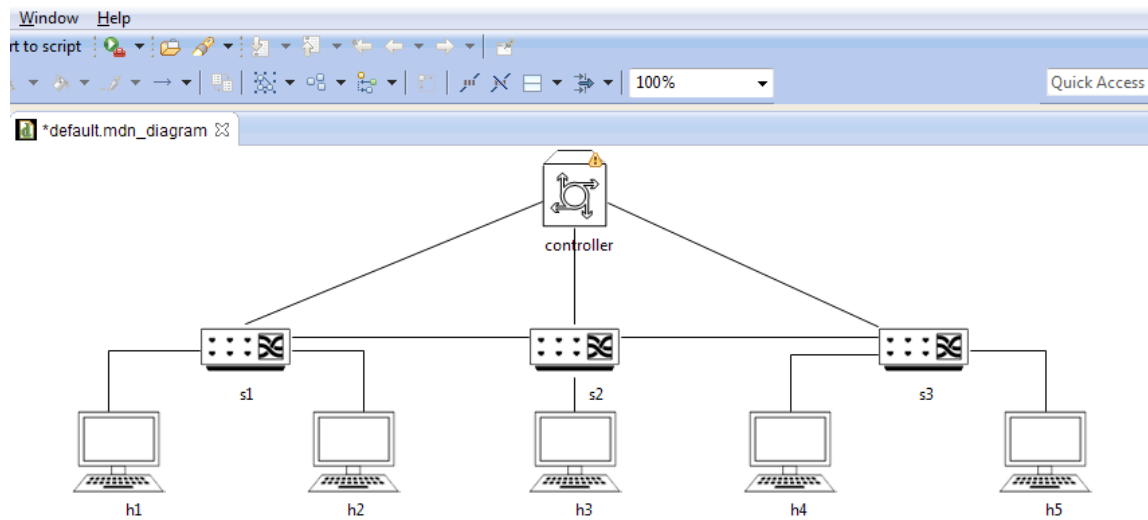 Window Help
rt to script
100%
Quick Access
*default.mdn_diagram
controller
s1 s2 s3
h1 h2 h3 h4 h5